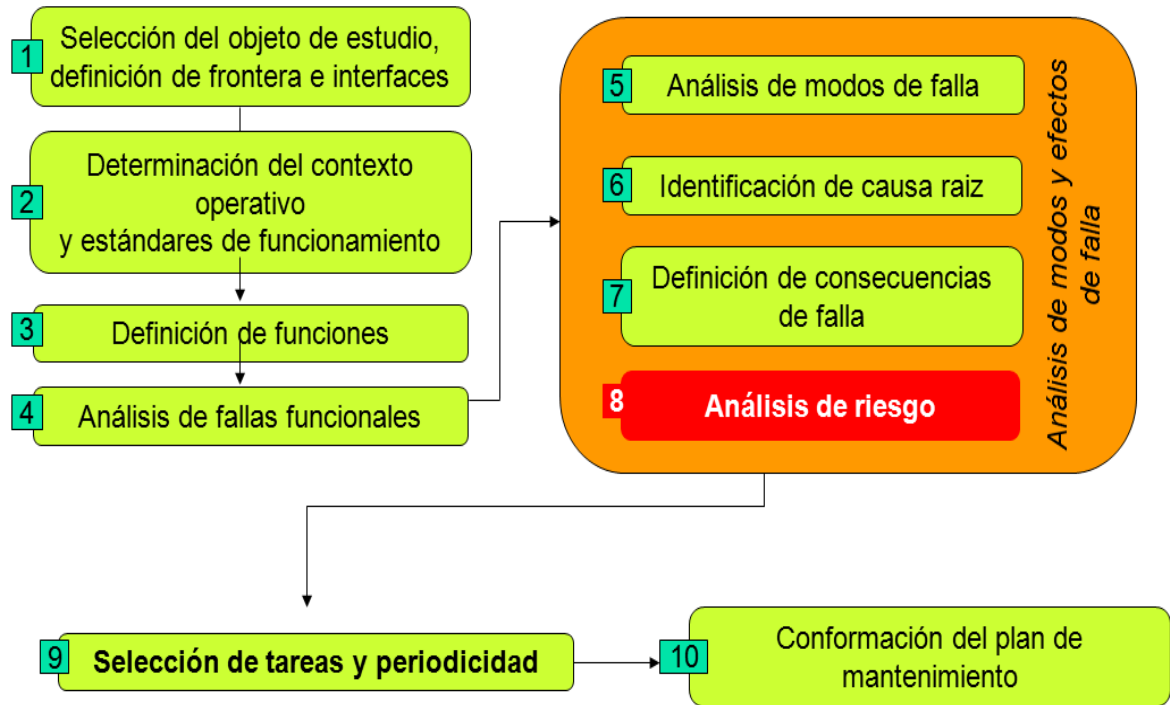 1
Selección del objeto de estudio,
definición de frontera e interfaces
2
Determinación del contexto
operativo
y estándares de funcionamiento
3
Definición de funciones
4
Análisis de fallas funcionales
5
Análisis de modos de falla
6
Identificación de causa raiz
7
Definición de consecuencias
de falla
8
Análisis de riesgo
Análisis de modos y efectos
de falla
9
Selección de tareas y periodicidad
10
Conformación del plan de
mantenimiento